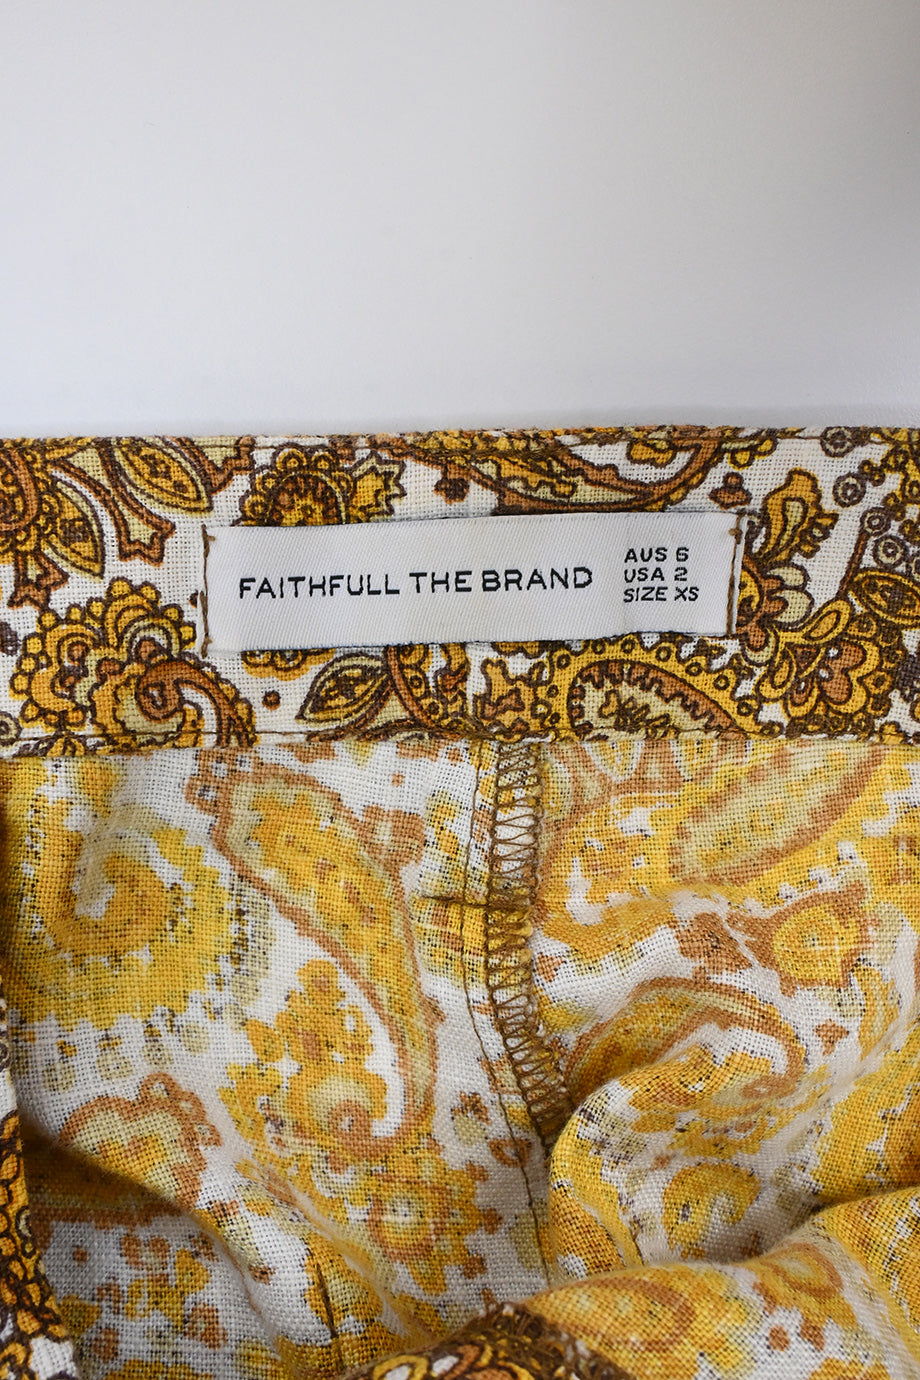 FAITHFULL THE BRAND
AUS 6
USA 2
SIZE XS